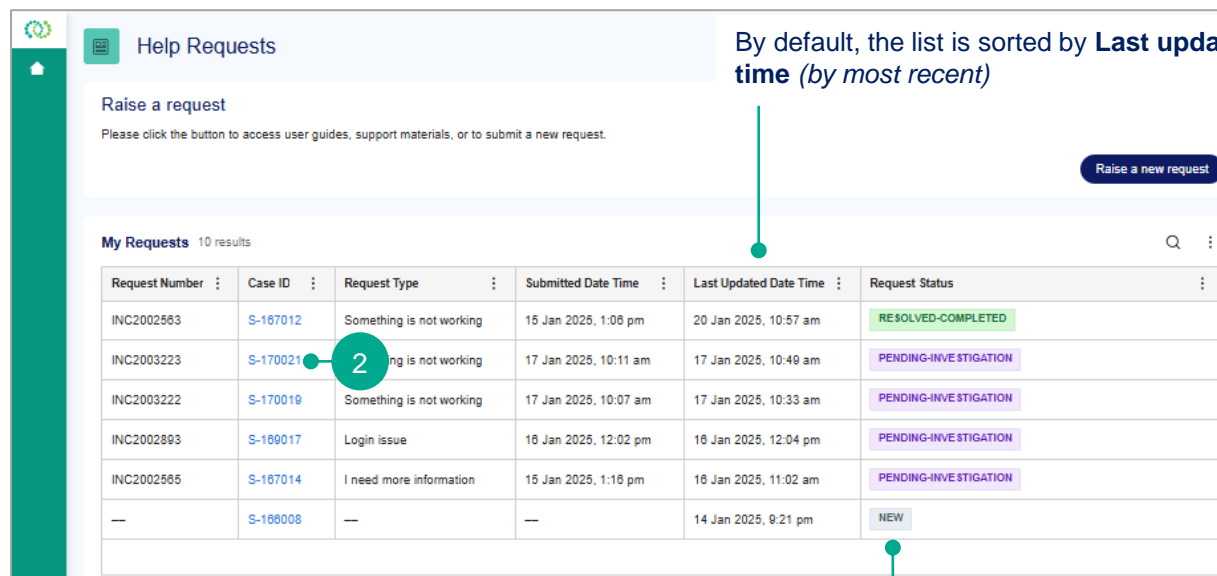 Help Requests
By default, the list is sorted by Last upda
time (by most recent)
Raise a request
Please click the button to access user guides, support materials, or to submit a new request.
Raise a new request
My Requests 10 results
Request Number Case ID Request Type Submitted Date Time Last Updated Date Time Request Status
INC2002563 S-167012 Something is not working 15 Jan 2025, 1:06 pm 20 Jan 2025, 10:57 am RESOLVED-COMPLETED
INC2003223 S-170021 2 ng is not working 17 Jan 2025, 10:11 am 17 Jan 2025, 10:49 am PENDING-INVESTIGATION
INC2003222 S-170019 Something is not working 17 Jan 2025, 10:07 am 17 Jan 2025, 10:33 am PENDING-INVESTIGATION
INC2002893 S-169017 Login issue 16 Jan 2025, 12:02 pm 16 Jan 2025, 12:04 pm PENDING-INVESTIGATION
INC2002565 S-167014 I need more information 15 Jan 2025, 1:16 pm 16 Jan 2025, 11:02 am PENDING-INVESTIGATION
— S-166008 — — 14 Jan 2025, 9:21 pm NEW